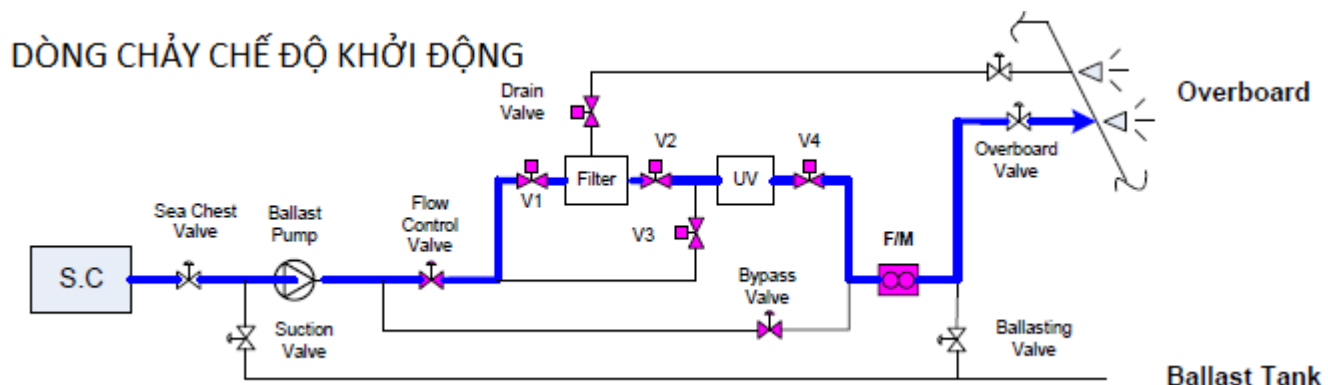 DÒNG CHẢY CHẾ ĐỘ KHỞI ĐỘNG
Drain
Valve
Overboard
V2
V4
Overboard
Valve
Filter
UV
V1
Sea Chest
Valve
Ballast
Pump
Flow
Control
Valve
V3
F/M
S.C
Bypass
Valve
Suction
Valve
Ballasting
Valve
Ballast Tank